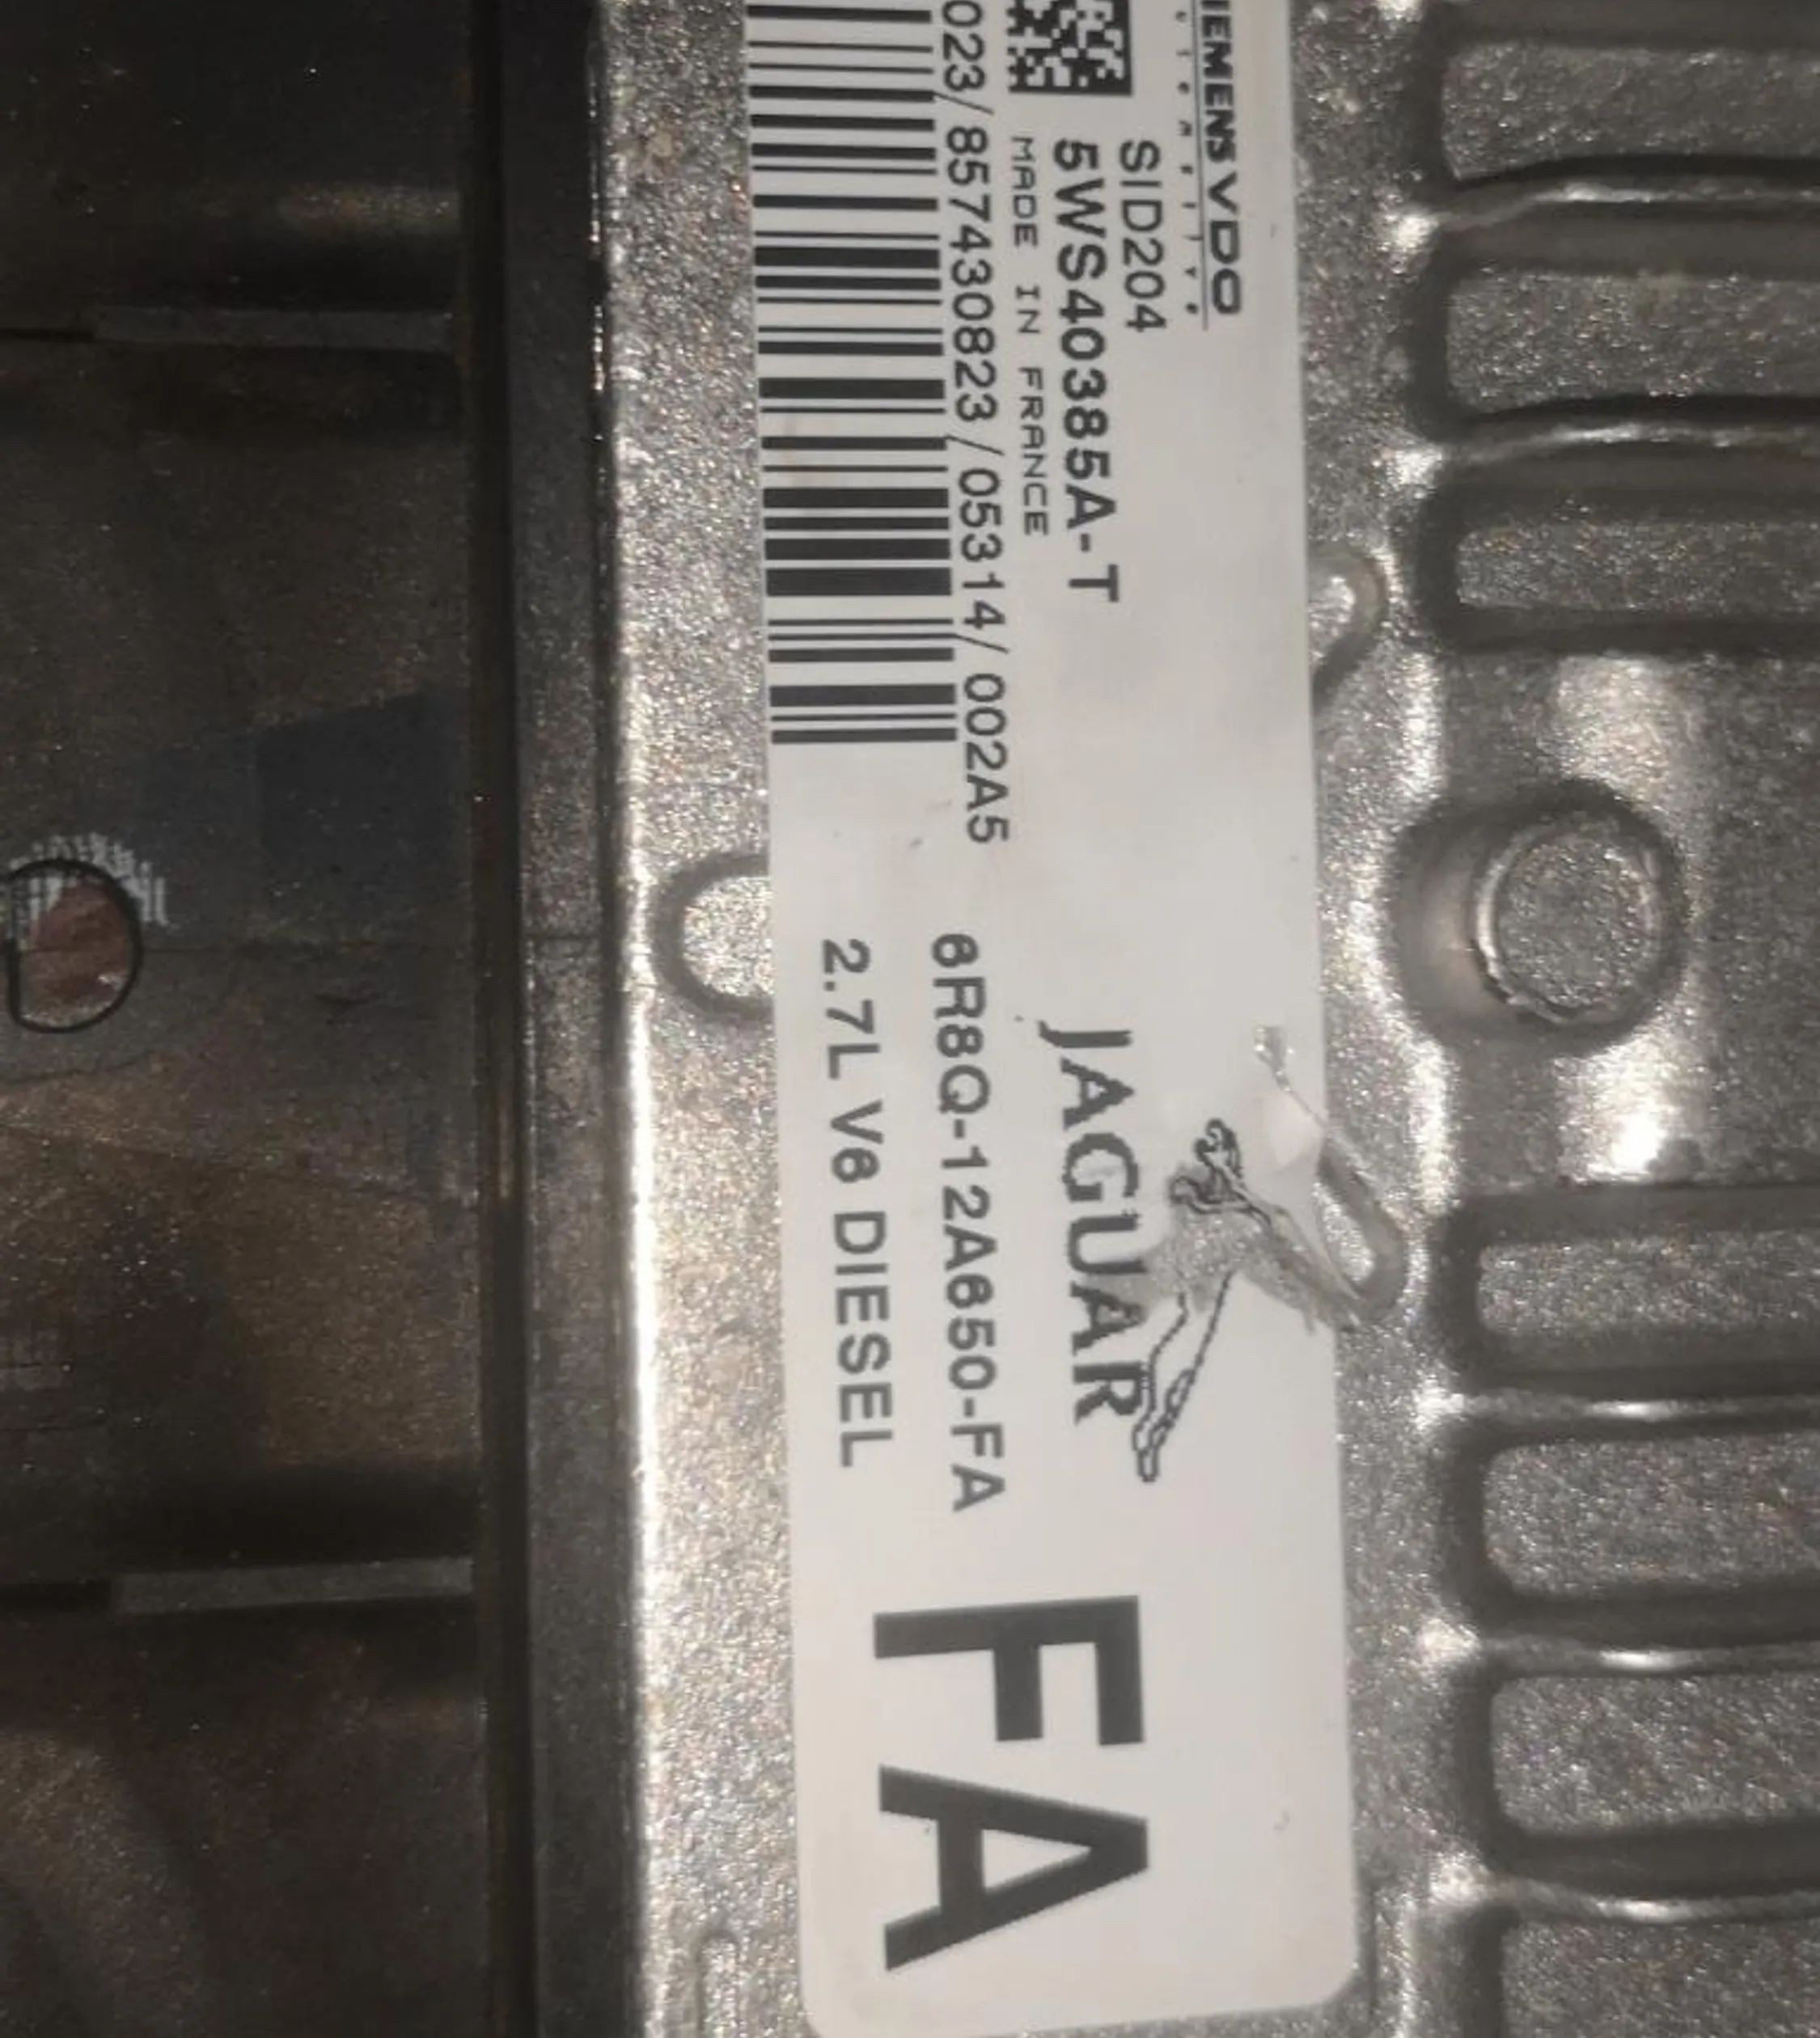 IEMENS VDO
SID204
5WS40385A-T
MADE IN FRANCE
023/857430823/05314/002A5
JAGUAR
6R8Q-12A650-FA
2.7L V6 DIESEL
FA